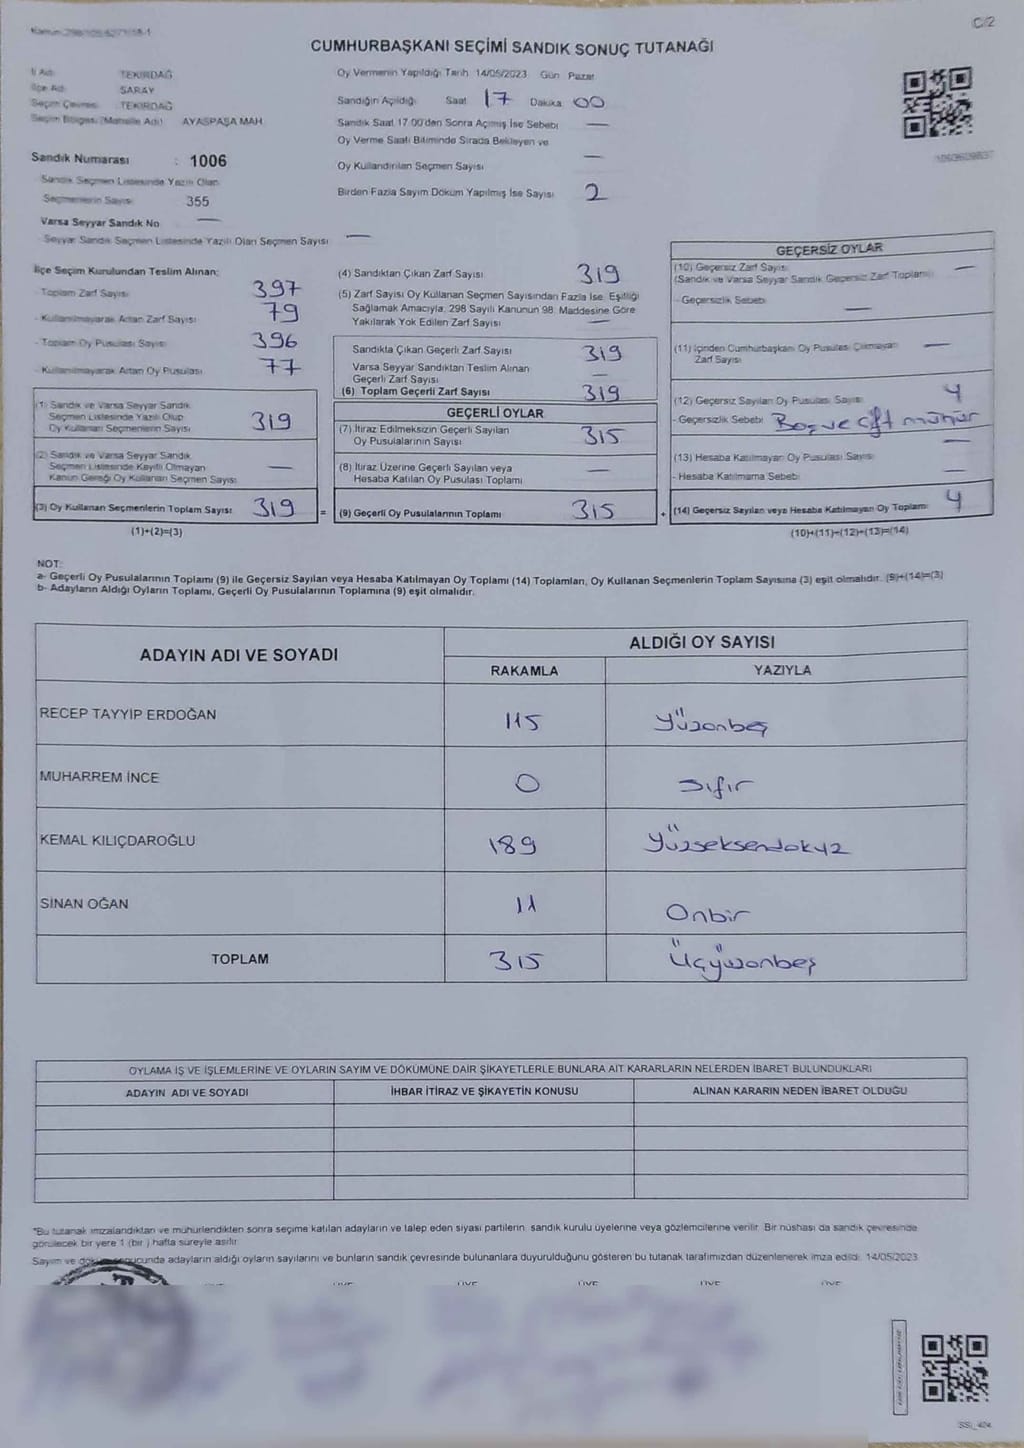 C/2
CUMHURBAŞKANI SEÇİMİ SANDIK SONUÇ TUTANAĞI
İl Adı : TEKİRDAĞ
İlçe Adı : SARAY
Seçim Çevresi : TEKİRDAĞ
Seçim Bölgesi (Mahalle Adı) AYASPAŞA MAH.
Sandık Numarası : 1006
Sandık Seçmen Listesinde Yazılı Olan
Seçmenlerin Sayısı 355
Varsa Seyyar Sandık No —
Seyyar Sandık Seçmen Listesinde Yazılı Olan Seçmen Sayısı —
Oy Vermenin Yapıldığı Tarih 14/05/2023 Gün Pazar
Sandığın Açıldığı Saat 17 Dakika 00
Sandık Saat 17.00'den Sonra Açılmış İse Sebebi —
Oy Verme Saati Bitiminde Sırada Bekleyen ve
Oy Kullandırılan Seçmen Sayısı —
Birden Fazla Sayım Döküm Yapılmış İse Sayısı 2
İlçe Seçim Kurulundan Teslim Alınan;
- Toplam Zarf Sayısı 397
- Kullanılmayarak Artan Zarf Sayısı 79
- Toplam Oy Pusulası Sayısı 396
- Kullanılmayarak Artan Oy Pusulası 77
(1) Sandık ve Varsa Seyyar Sandık
Seçmen Listesinde Yazılı Olup
Oy Kullanan Seçmenlerin Sayısı 319
(2) Sandık ve Varsa Seyyar Sandık
Seçmen Listesinde Kayıtlı Olmayan
Kanun Gereği Oy Kullanan Seçmen Sayısı —
(3) Oy Kullanan Seçmenlerin Toplam Sayısı 319 =
(1)+(2)=(3)
(4) Sandıktan Çıkan Zarf Sayısı 319
(5) Zarf Sayısı Oy Kullanan Seçmen Sayısından Fazla İse, Eşitliği
Sağlamak Amacıyla, 298 Sayılı Kanunun 98. Maddesine Göre
Yakılarak Yok Edilen Zarf Sayısı —
Sandıkta Çıkan Geçerli Zarf Sayısı 319
Varsa Seyyar Sandıktan Teslim Alınan
Geçerli Zarf Sayısı —
(6) Toplam Geçerli Zarf Sayısı 319
GEÇERLİ OYLAR
(7) İtiraz Edilmeksizin Geçerli Sayılan
Oy Pusulalarının Sayısı 315
(8) İtiraz Üzerine Geçerli Sayılan veya
Hesaba Katılan Oy Pusulası Toplamı —
(9) Geçerli Oy Pusulalarının Toplamı 315 +
GEÇERSİZ OYLAR
(10) Geçersiz Zarf Sayısı —
(Sandık ve Varsa Seyyar Sandık Geçersiz Zarf Toplamı)
- Geçersizlik Sebebi —
(11) İçinden Cumhurbaşkanı Oy Pusulası Çıkmayan
Zarf Sayısı —
(12) Geçersiz Sayılan Oy Pusulası Sayısı 4
- Geçersizlik Sebebi Boş ve çift mühür
(13) Hesaba Katılmayan Oy Pusulası Sayısı —
- Hesaba Katılmama Sebebi —
(14) Geçersiz Sayılan veya Hesaba Katılmayan Oy Toplamı 4
(10)+(11)+(12)+(13)=(14)
NOT:
a- Geçerli Oy Pusulalarının Toplamı (9) ile Geçersiz Sayılan veya Hesaba Katılmayan Oy Toplamı (14) Toplamları, Oy Kullanan Seçmenlerin Toplam Sayısına (3) eşit olmalıdır. (9)+(14)=(3)
b- Adayların Aldığı Oyların Toplamı, Geçerli Oy Pusulalarının Toplamına (9) eşit olmalıdır.
ADAYIN ADI VE SOYADI
ALDIĞI OY SAYISI
RAKAMLA YAZIYLA
RECEP TAYYİP ERDOĞAN 115 Yüzonbeş
MUHARREM İNCE 0 Sıfır
KEMAL KILIÇDAROĞLU 189 Yüzseksendokuz
SİNAN OĞAN 11 Onbir
TOPLAM 315 Üçyüzonbeş
OYLAMA İŞ VE İŞLEMLERİNE VE OYLARIN SAYIM VE DÖKÜMÜNE DAİR ŞİKAYETLERLE BUNLARA AİT KARARLARIN NELERDEN İBARET BULUNDUKLARI
ADAYIN ADI VE SOYADI İHBAR İTİRAZ VE ŞİKAYETİN KONUSU ALINAN KARARIN NEDEN İBARET OLDUĞU
*Bu tutanak imzalandıktan ve mühürlendikten sonra seçime katılan adayların ve talep eden siyasi partilerin sandık kurulu üyelerine veya gözlemcilerine verilir. Bir nüshası da sandık çevresinde
görülecek bir yere 1 (bir ) hafta süreyle asılır.
Sayım ve sonucunda adayların aldığı oyların sayılarını ve bunların sandık çevresinde bulunanlara duyurulduğunu gösteren bu tutanak tarafımızdan düzenlenerek imza edildi. 14/05/2023